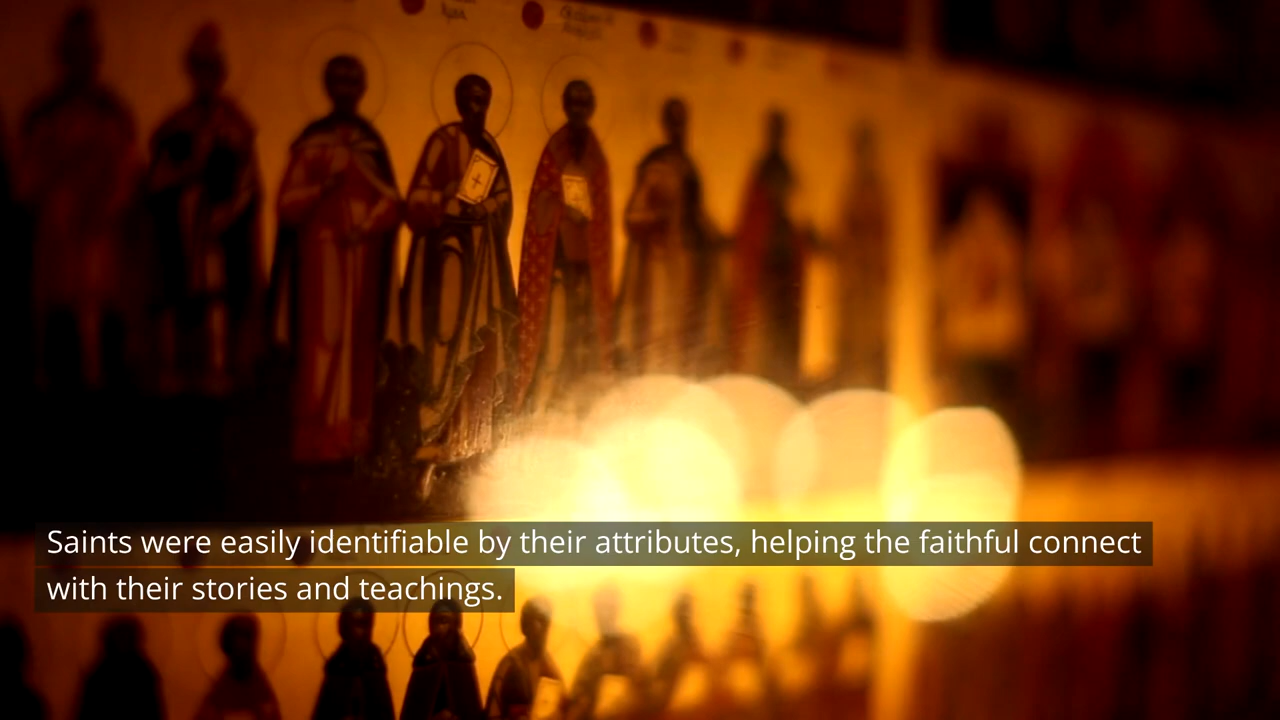 Saints were easily identifiable by their attributes, helping the faithful connect
with their stories and teachings.